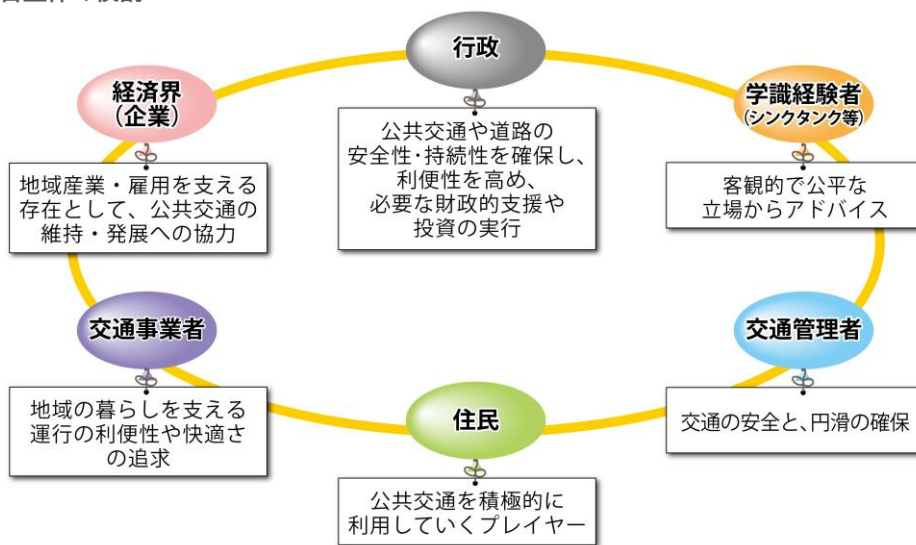 行政
公共交通や道路の
安全性・持続性を確保し、
利便性を高め、
必要な財政的支援や
投資の実行
経済界
(企業)
地域産業・雇用を支える
存在として、公共交通の
維持・発展への協力
学識経験者
(シンクタンク等)
客観的で公平な
立場からアドバイス
交通事業者
地域の暮らしを支える
運行の利便性や快適さ
の追求
交通管理者
交通の安全と、円滑の確保
住民
公共交通を積極的に
利用していくプレイヤー